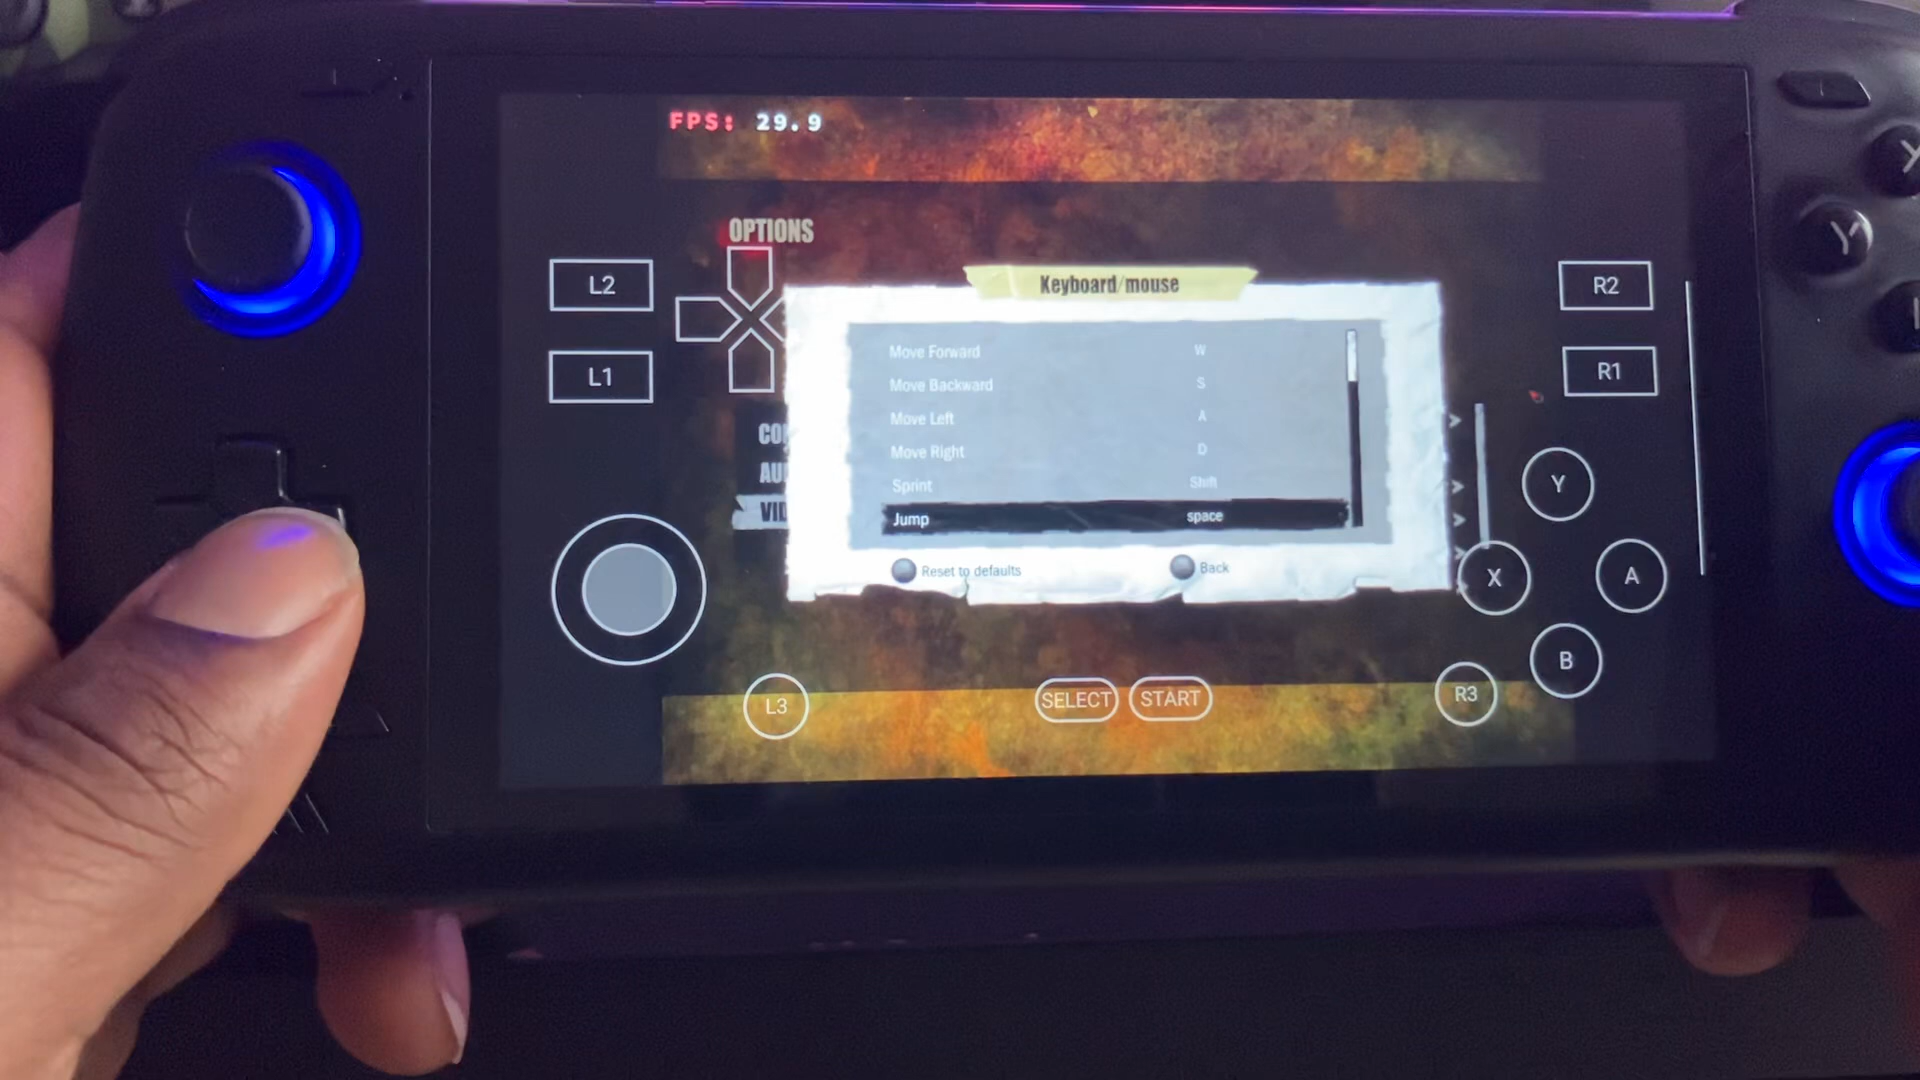 FPS: 29.9
OPTIONS
Keyboard/mouse
L2
R2
Move Forward W
Move Backward S
L1
R1
Move Left A
Move Right D
Sprint Shift
Jump space
Reset to defaults
Back
Y
X
A
B
L3
SELECT
START
R3
Y